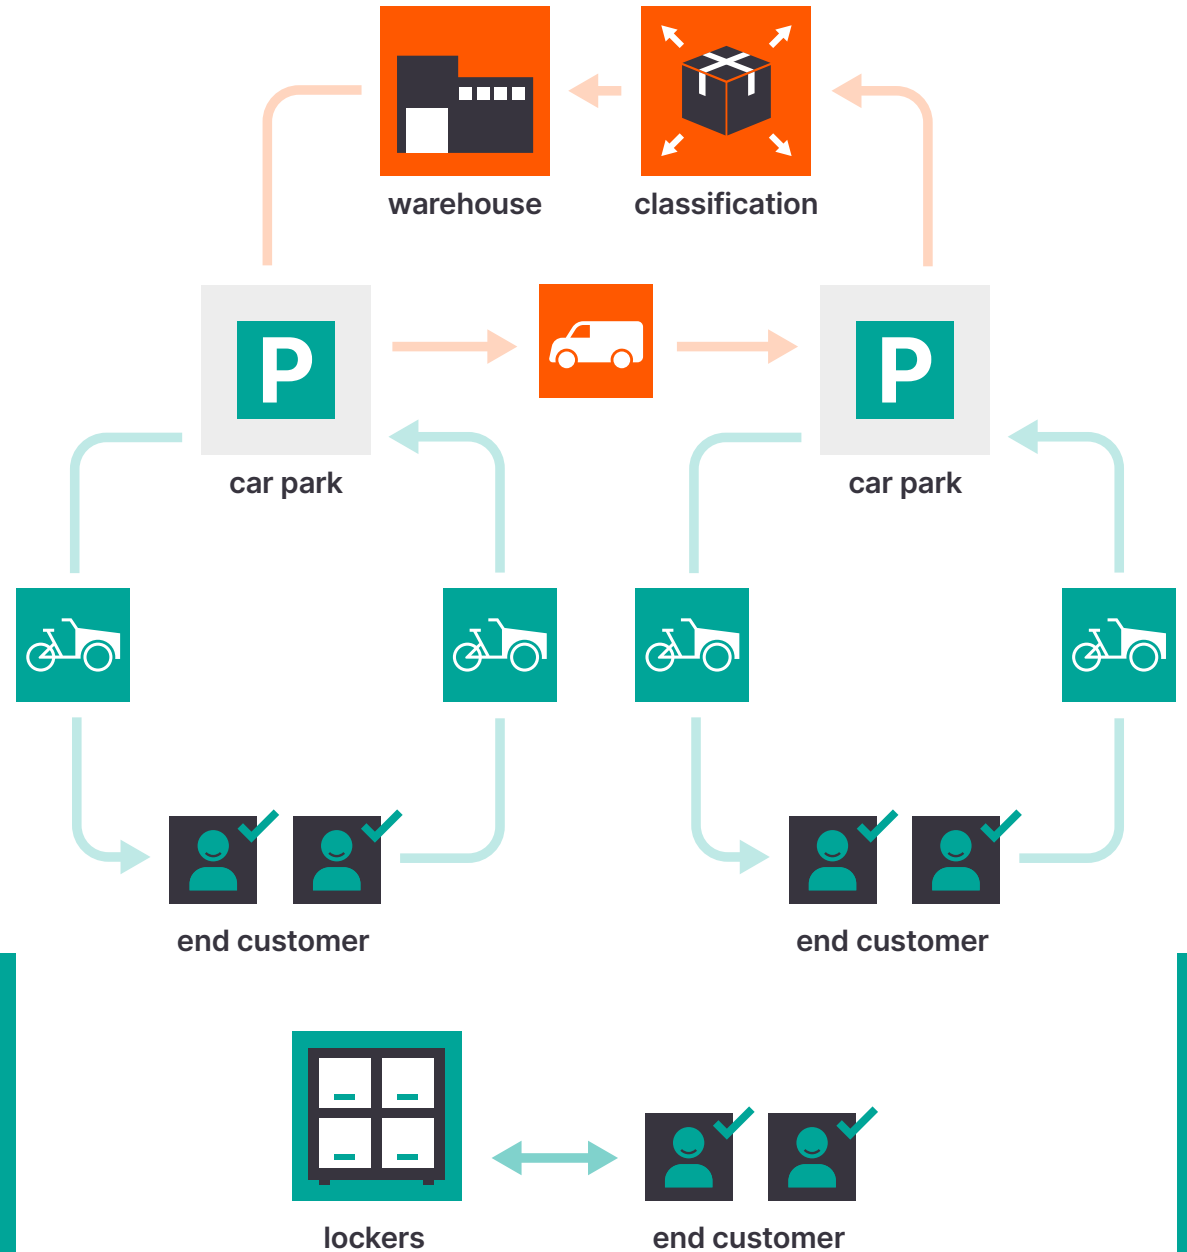 warehouse
classification
P
P
car park
car park
end customer
end customer
lockers
end customer